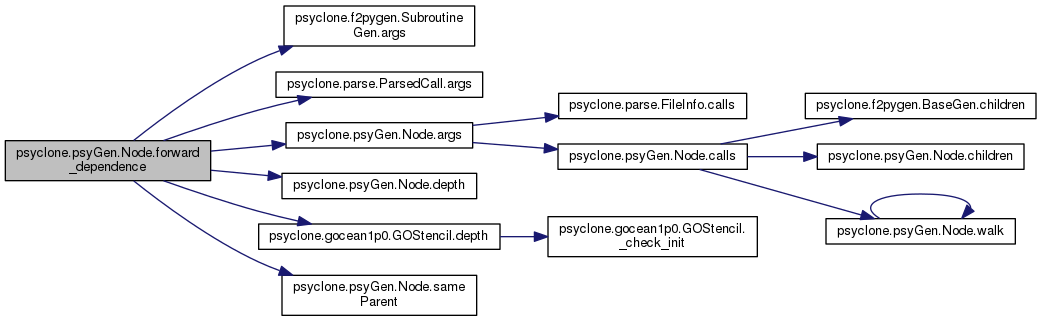 psyclone.f2pygen.Subroutine
Gen.args
psyclone.parse.ParsedCall.args
psyclone.parse.FileInfo.calls
psyclone.f2pygen.BaseGen.children
psyclone.psyGen.Node.args
psyclone.psyGen.Node.forward
_dependence
psyclone.psyGen.Node.calls
psyclone.psyGen.Node.children
psyclone.psyGen.Node.depth
psyclone.gocean1p0.GOStencil.depth
psyclone.gocean1p0.GOStencil.
_check_init
psyclone.psyGen.Node.walk
psyclone.psyGen.Node.same
Parent